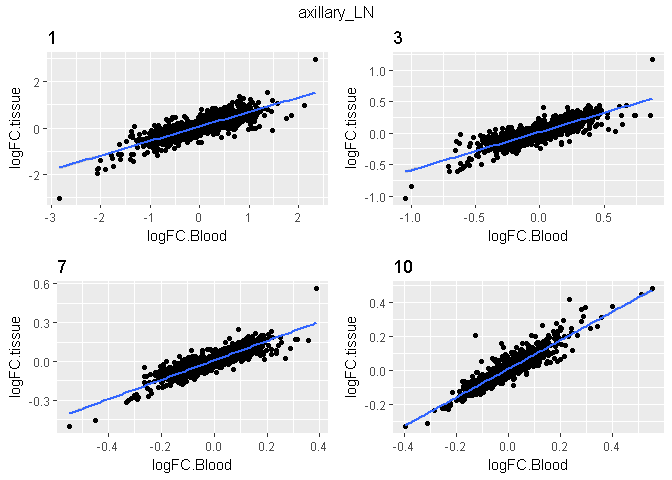 axillary_LN
1
logFC.tissue
2
0
-2
-3 -2 -1 0 1 2
logFC.Blood
3
logFC.tissue
1.0
0.5
0.0
-0.5
-1.0
-1.0 -0.5 0.0 0.5
logFC.Blood
7
logFC.tissue
0.6
0.3
0.0
-0.3
-0.4 -0.2 0.0 0.2 0.4
logFC.Blood
10
logFC.tissue
0.4
0.2
0.0
-0.2
-0.4 -0.2 0.0 0.2 0.4
logFC.Blood